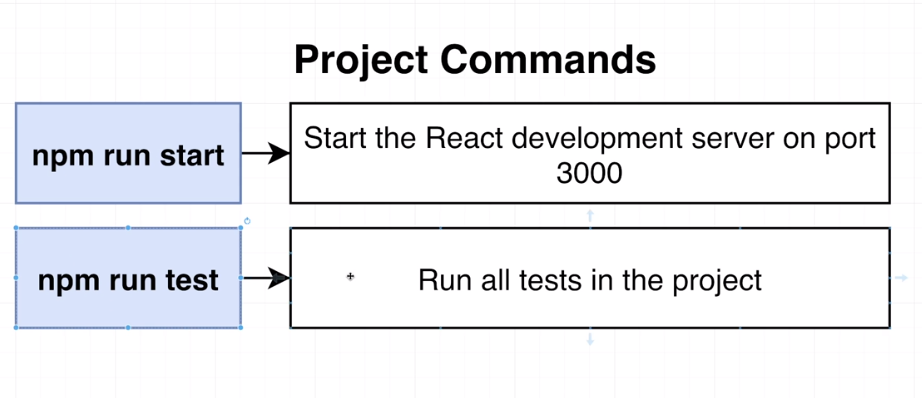 Project Commands
npm run start
Start the React development server on port
3000
npm run test
Run all tests in the project